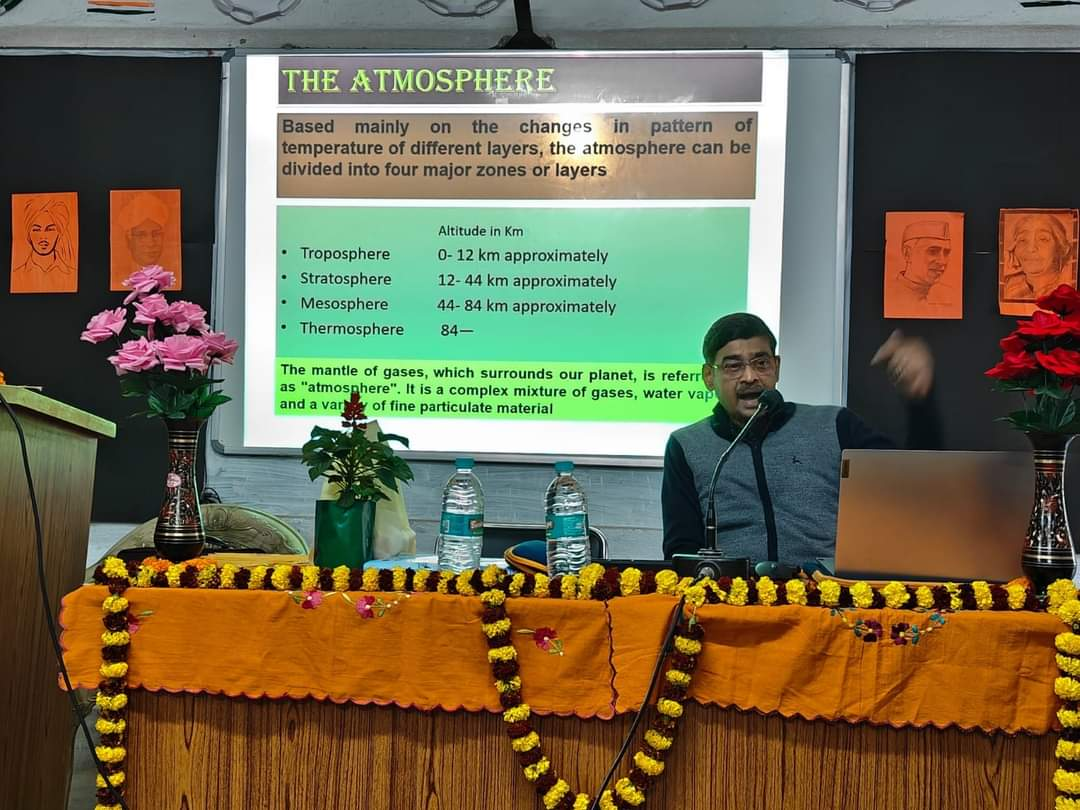 THE ATMOSPHERE
Based mainly on the changes in pattern of
temperature of different layers, the atmosphere can be
divided into four major zones or layers
Altitude in Km
• Troposphere 0- 12 km approximately
• Stratosphere 12- 44 km approximately
• Mesosphere 44- 84 km approximately
• Thermosphere 84—
The mantle of gases, which surrounds our planet, is referr
as "atmosphere". It is a complex mixture of gases, water vap
and a variety of fine particulate material